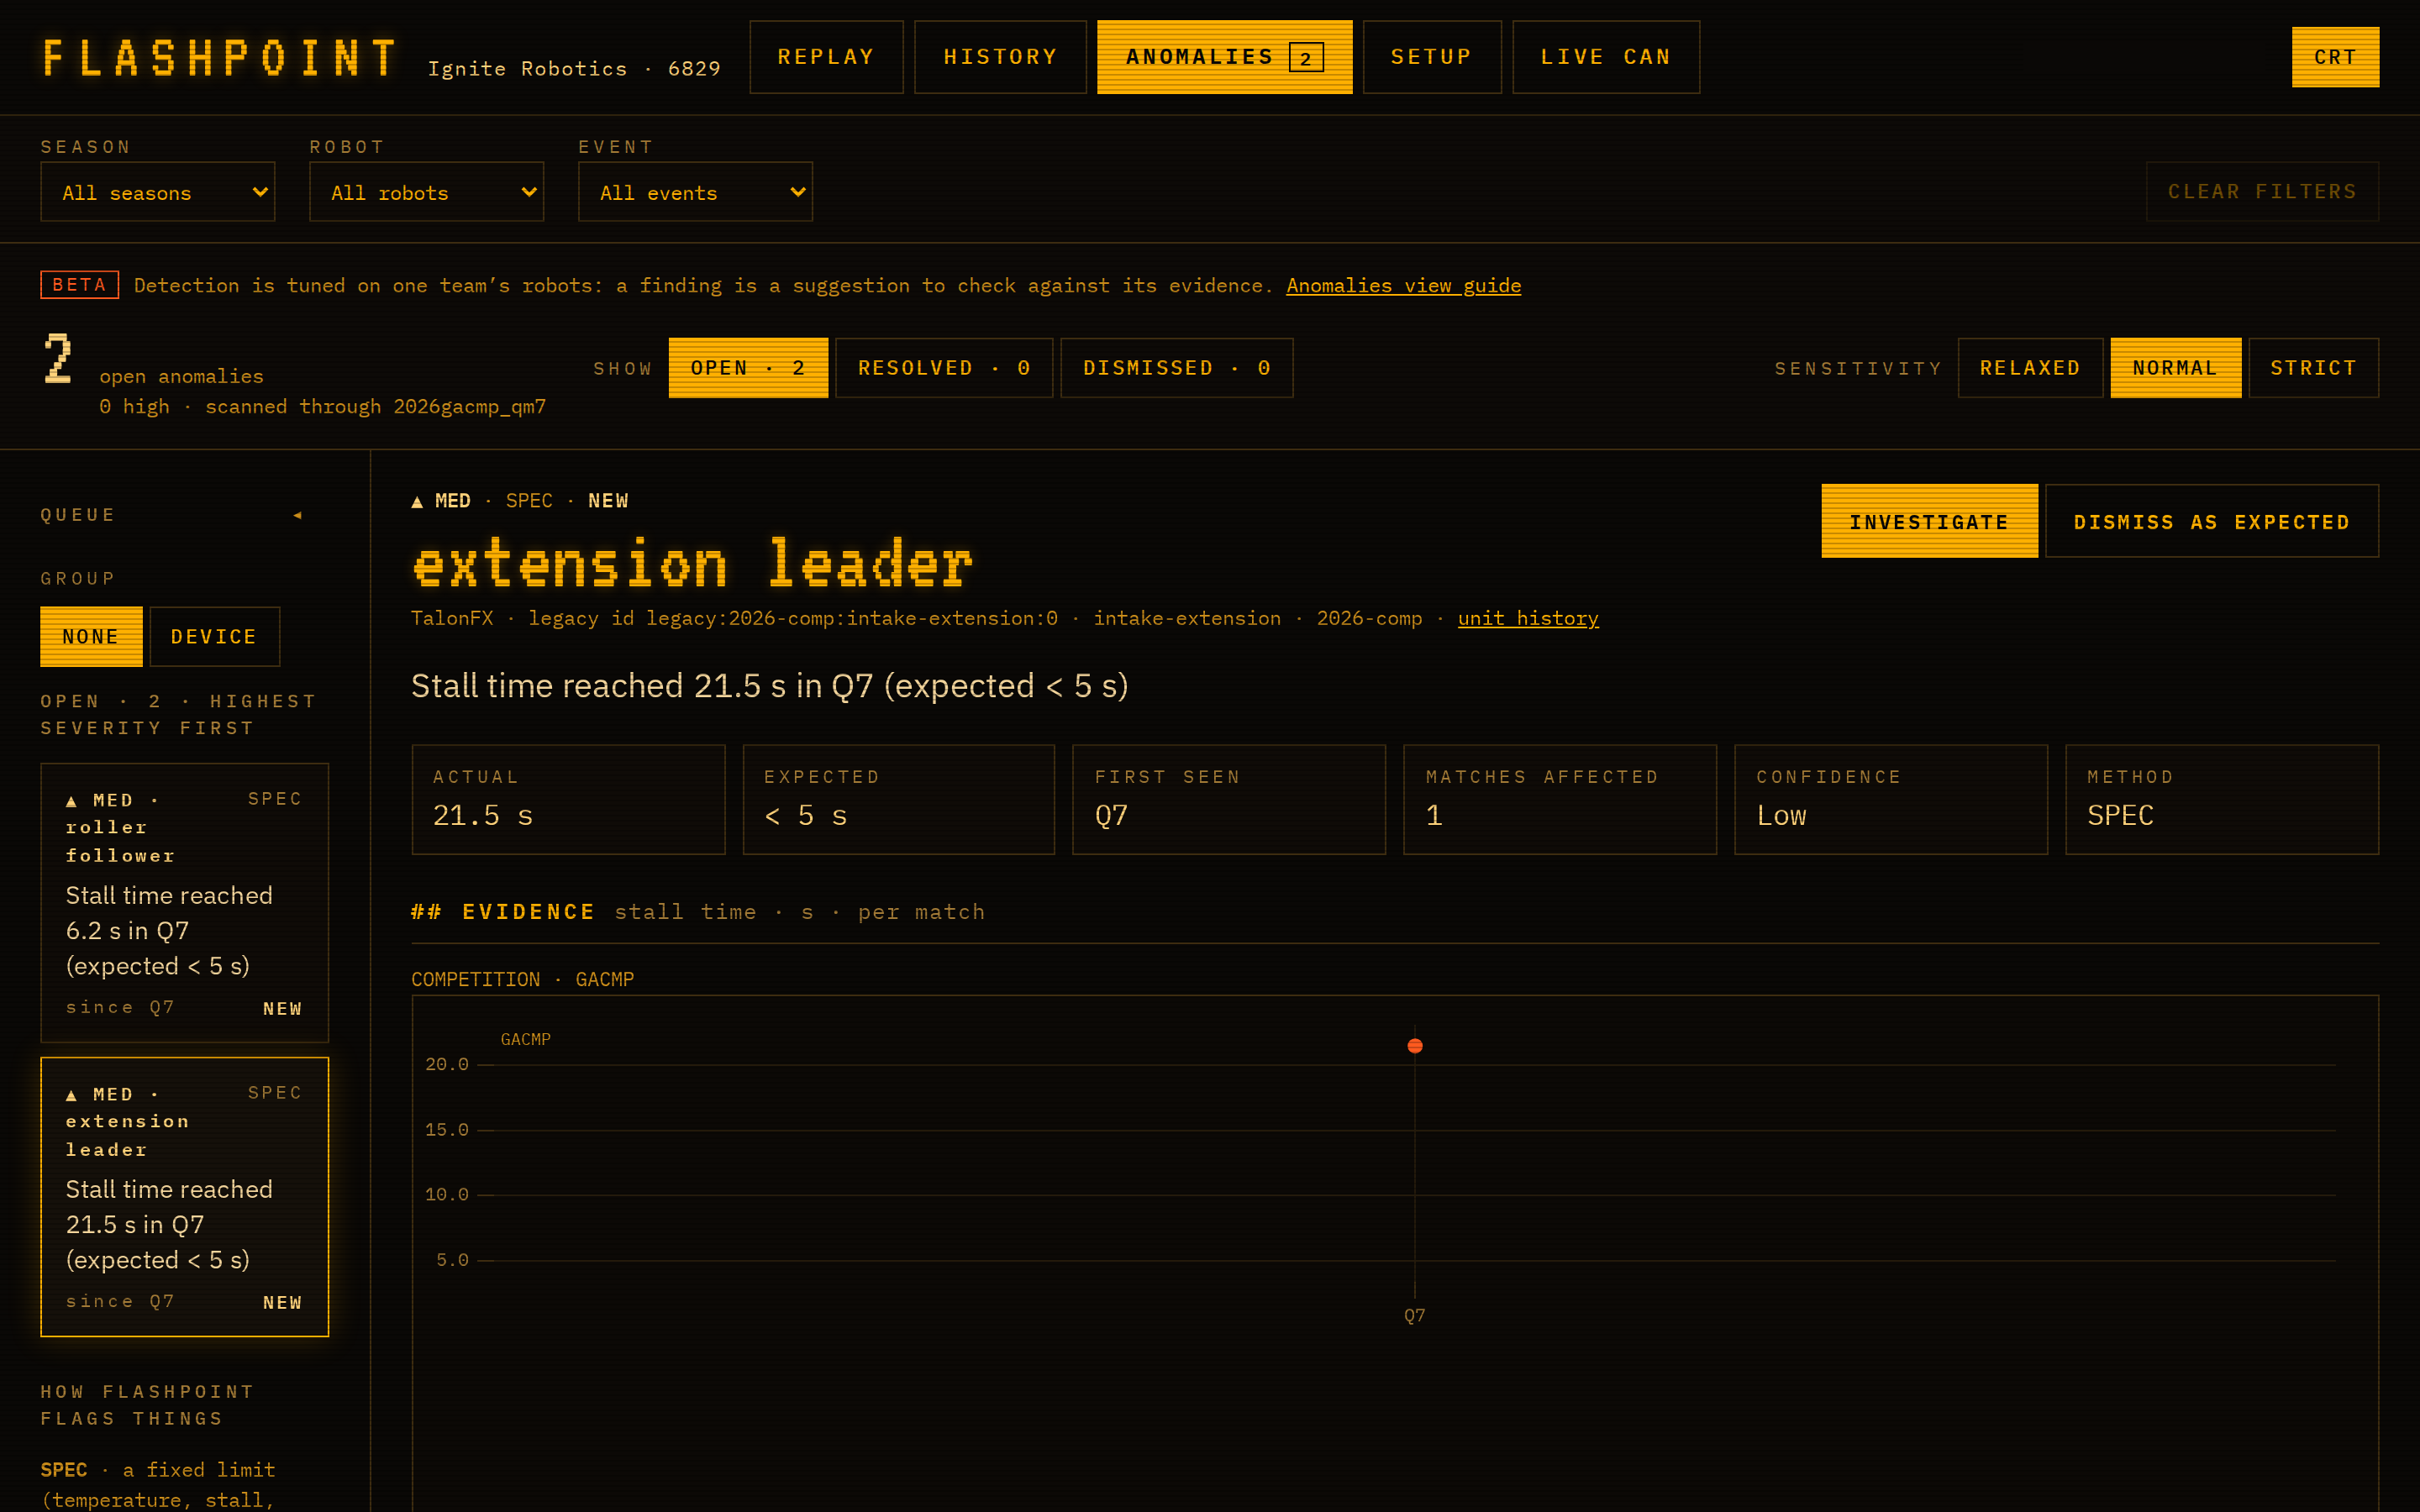 FLASHPOINT Ignite Robotics · 6829 REPLAY HISTORY ANOMALIES 2 SETUP LIVE CAN CRT
SEASON ROBOT EVENT
All seasons All robots All events CLEAR FILTERS
BETA Detection is tuned on one team’s robots: a finding is a suggestion to check against its evidence. Anomalies view guide
2 open anomalies
0 high · scanned through 2026gacmp_qm7
SHOW OPEN · 2 RESOLVED · 0 DISMISSED · 0 SENSITIVITY RELAXED NORMAL STRICT
QUEUE ◂
GROUP
NONE DEVICE
OPEN · 2 · HIGHEST
SEVERITY FIRST
▲ MED · SPEC
roller
follower
Stall time reached
6.2 s in Q7
(expected < 5 s)
since Q7 NEW
▲ MED · SPEC
extension
leader
Stall time reached
21.5 s in Q7
(expected < 5 s)
since Q7 NEW
HOW FLASHPOINT
FLAGS THINGS
SPEC · a fixed limit
(temperature, stall,
▲ MED · SPEC · NEW
INVESTIGATE DISMISS AS EXPECTED
extension leader
TalonFX · legacy id legacy:2026-comp:intake-extension:0 · intake-extension · 2026-comp · unit history
Stall time reached 21.5 s in Q7 (expected < 5 s)
ACTUAL EXPECTED FIRST SEEN MATCHES AFFECTED CONFIDENCE METHOD
21.5 s < 5 s Q7 1 Low SPEC
## EVIDENCE stall time · s · per match
COMPETITION · GACMP
GACMP
20.0
15.0
10.0
5.0
Q7